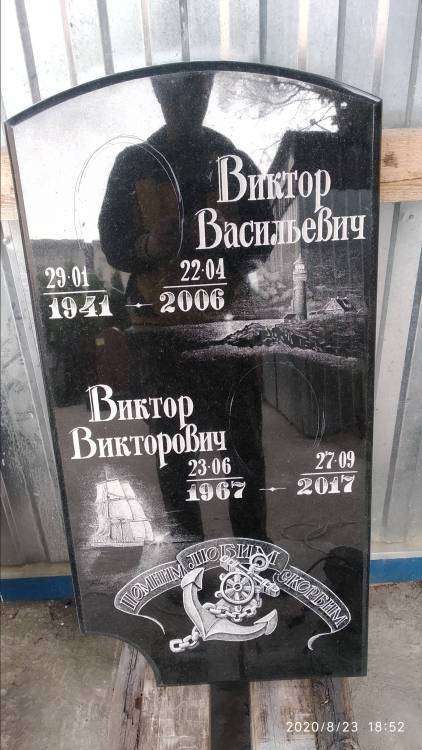 Виктор
Васильевич
29·01 22·04
1941 - 2006
Виктор
Викторович
23·06 27·09
1967 - 2017
ПОМНИМ ЛЮБИМ СКОРБИМ
2020/8/23 18:52